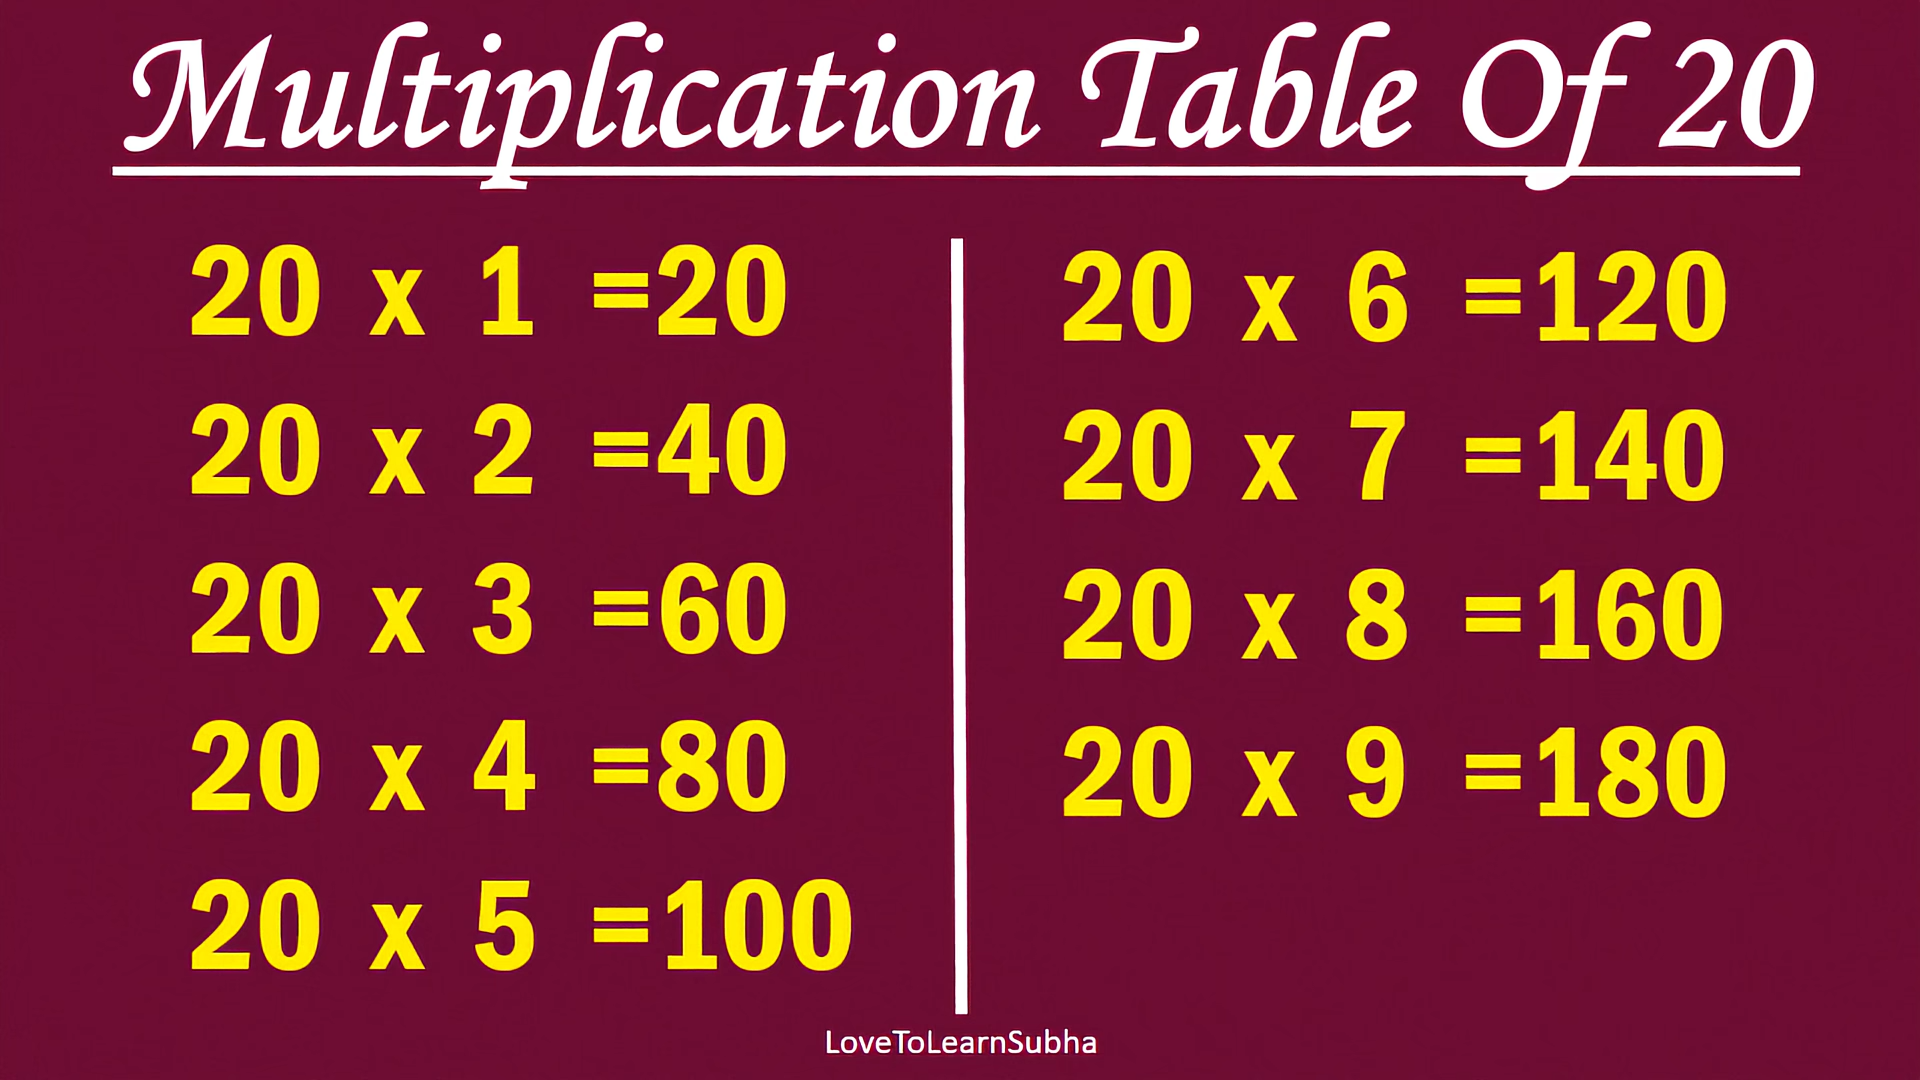 Multiplication Table Of 20
20 x 1 =20
20 x 2 =40
20 x 3 =60
20 x 4 =80
20 x 5 =100
20 x 6 =120
20 x 7 =140
20 x 8 =160
20 x 9 =180
LoveToLearnSubha